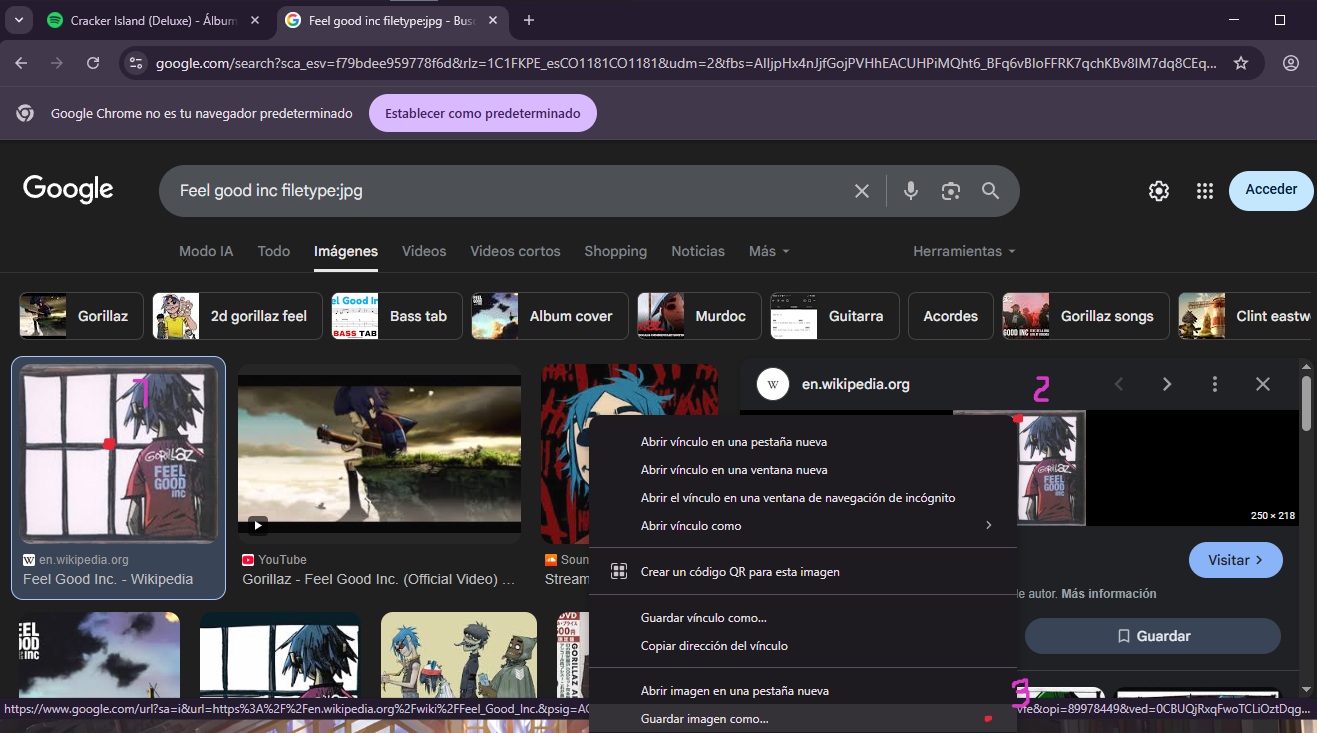 Cracker Island (Deluxe) - Álbum
Feel good inc filetype:jpg - Busc
google.com/search?sca_esv=f79bdee959778f6d&rlz=1C1FKPE_esCO1181CO1181&udm=2&fbs=AIIjpHx4nJjfGojPVHhEACUHPiMQht6_BFq6vBIoFFRK7qchKBv8IM7dq8CEq...
Google Chrome no es tu navegador predeterminado
Establecer como predeterminado
Google
Feel good inc filetype:jpg
Acceder
Modo IA
Todo
Imágenes
Videos
Videos cortos
Shopping
Noticias
Más
Herramientas
Gorillaz
2d gorillaz feel
Bass tab
Album cover
Murdoc
Guitarra
Acordes
Gorillaz songs
Clint eastw
1
GORILLAZ
FEEL
GOOD
INC
en.wikipedia.org
Feel Good Inc. - Wikipedia
YouTube
Gorillaz - Feel Good Inc. (Official Video) ...
Soun
Stream
W
en.wikipedia.org
2
GORILLAZ
FEEL
GOOD
INC
250 × 218
Visitar
de autor. Más información
Guardar
Abrir vínculo en una pestaña nueva
Abrir vínculo en una ventana nueva
Abrir el vínculo en una ventana de navegación de incógnito
Abrir vínculo como
Crear un código QR para esta imagen
Guardar vínculo como...
Copiar dirección del vínculo
Abrir imagen en una pestaña nueva
Guardar imagen como...
3
https://www.google.com/url?sa=i&url=https%3A%2F%2Fen.wikipedia.org%2Fwiki%2FFeel_Good_Inc.&psig=AO
vfe&opi=89978449&ved=0CBUQjRxqFwoTCLiOztDqg...